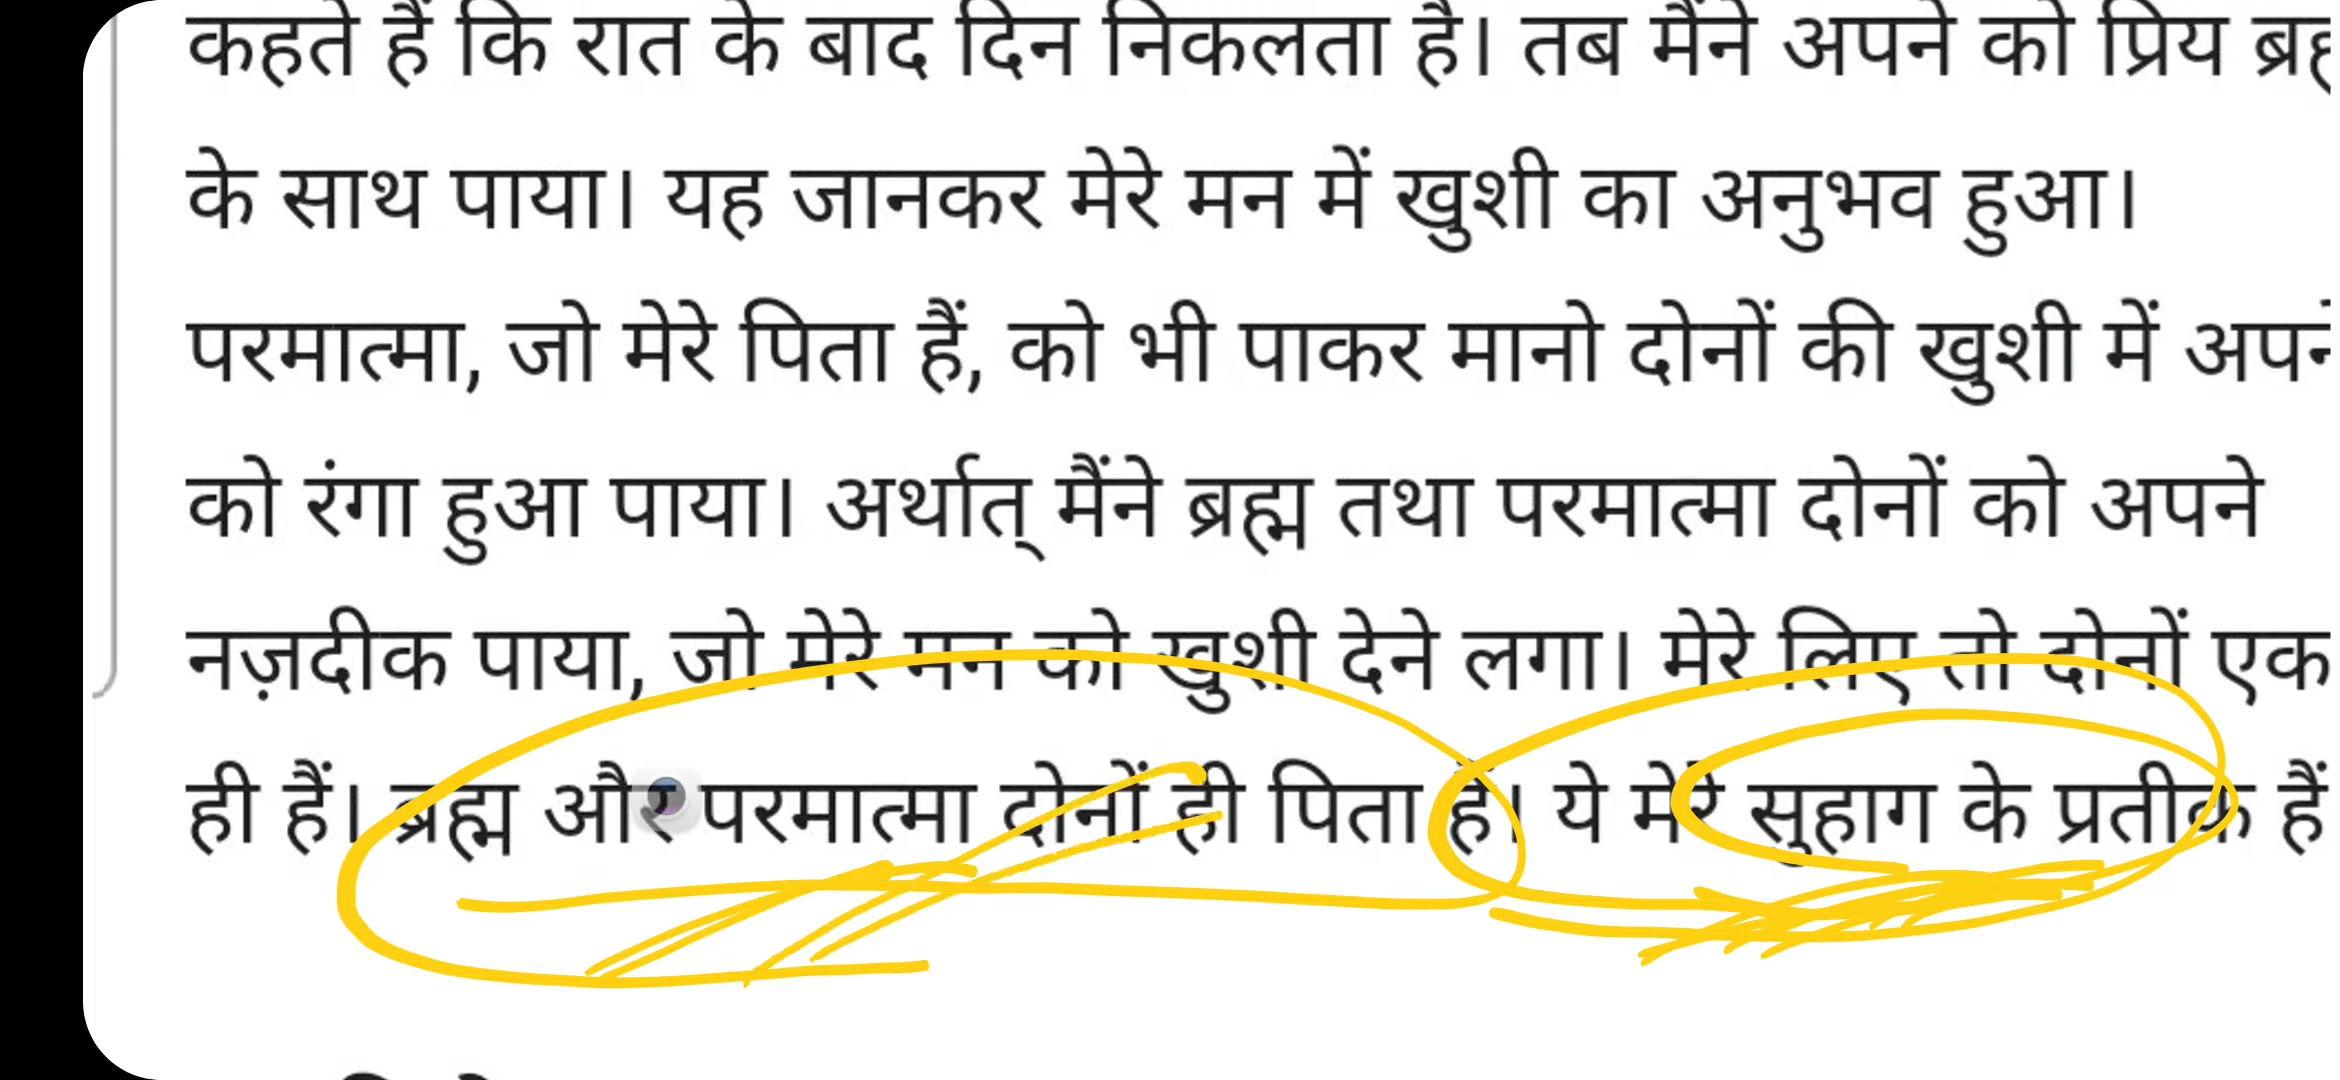 कहते हैं कि रात के बाद दिन निकलता है। तब मैंने अपने को प्रिय
के साथ पाया। यह जानकर मेरे मन में खुशी का अनुभव हुआ।
परमात्मा, जो मेरे पिता हैं, को भी पाकर मानो दोनों की खुशी में
को रंगा हुआ पाया। अर्थात् मैंने ब्रह्म तथा परमात्मा दोनों को अपने
नज़दीक पाया, जो मेरे मन को खुशी देने लगा। मेरे लिए तो दोनों एक
ही हैं। ब्रह्म और परमात्मा दोनों ही पिता हैं। ये मेरे सुहाग के प्रतीक हैं